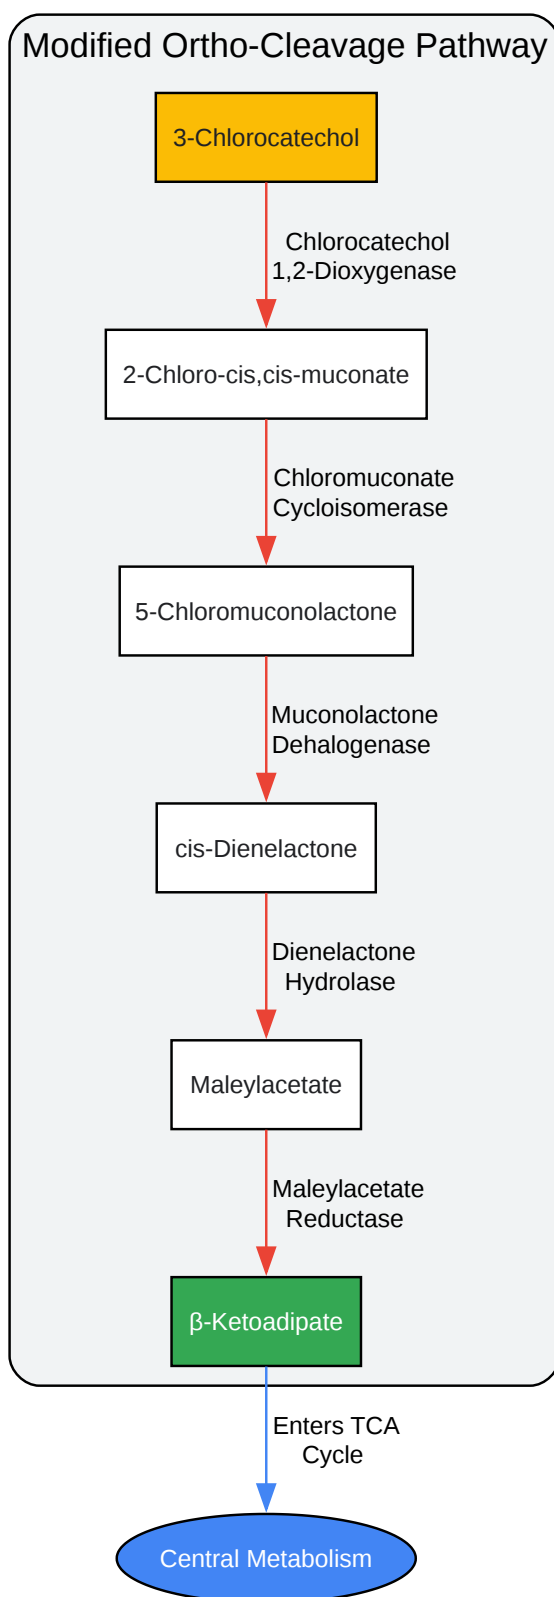 Modified Ortho-Cleavage Pathway
3-Chlorocatechol
Chlorocatechol
1,2-Dioxygenase
2-Chloro-cis,cis-muconate
Chloromuconate
Cycloisomerase
5-Chloromuconolactone
Muconolactone
Dehalogenase
cis-Dienelactone
Dienelactone
Hydrolase
Maleylacetate
Maleylacetate
Reductase
β-Ketoadipate
Enters TCA
Cycle
Central Metabolism